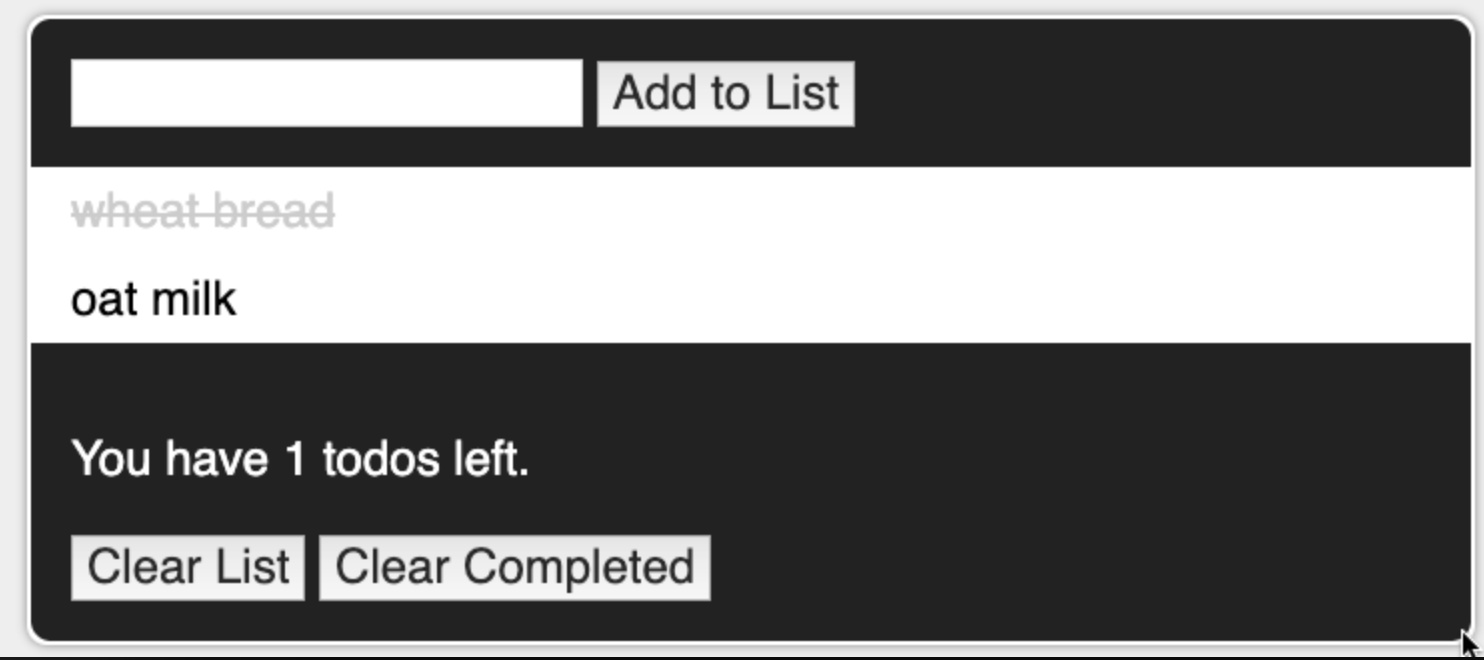 Add to List
wheat bread
oat milk
You have 1 todos left.
Clear List Clear Completed